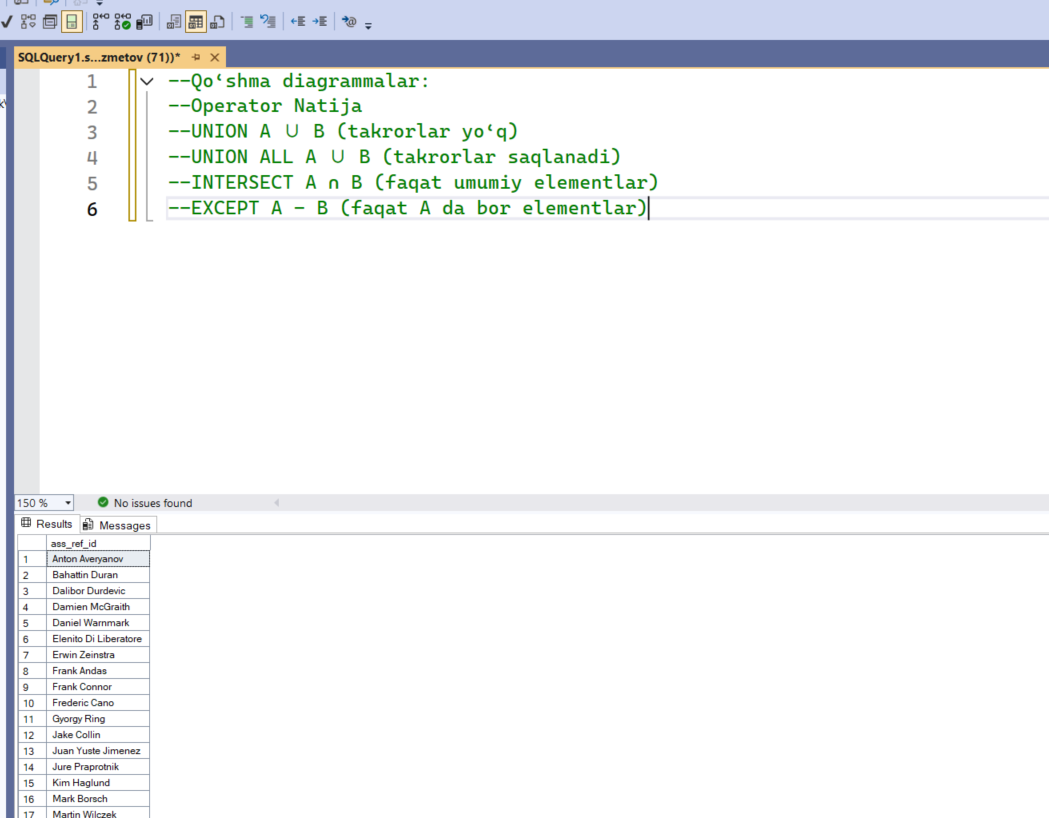 SQLQuery1.s...zmetov (71))*
1 --Qo‘shma diagrammalar:
2 --Operator Natija
3 --UNION A ∪ B (takrorlar yo‘q)
4 --UNION ALL A ∪ B (takrorlar saqlanadi)
5 --INTERSECT A ∩ B (faqat umumiy elementlar)
6 --EXCEPT A − B (faqat A da bor elementlar)
150 % No issues found
Results Messages
ass_ref_id
1 Anton Averyanov
2 Bahattin Duran
3 Dalibor Durdevic
4 Damien McGraith
5 Daniel Warnmark
6 Elenito Di Liberatore
7 Erwin Zeinstra
8 Frank Andas
9 Frank Connor
10 Frederic Cano
11 Gyorgy Ring
12 Jake Collin
13 Juan Yuste Jimenez
14 Jure Praprotnik
15 Kim Haglund
16 Mark Borsch
17 Martin Wilczek